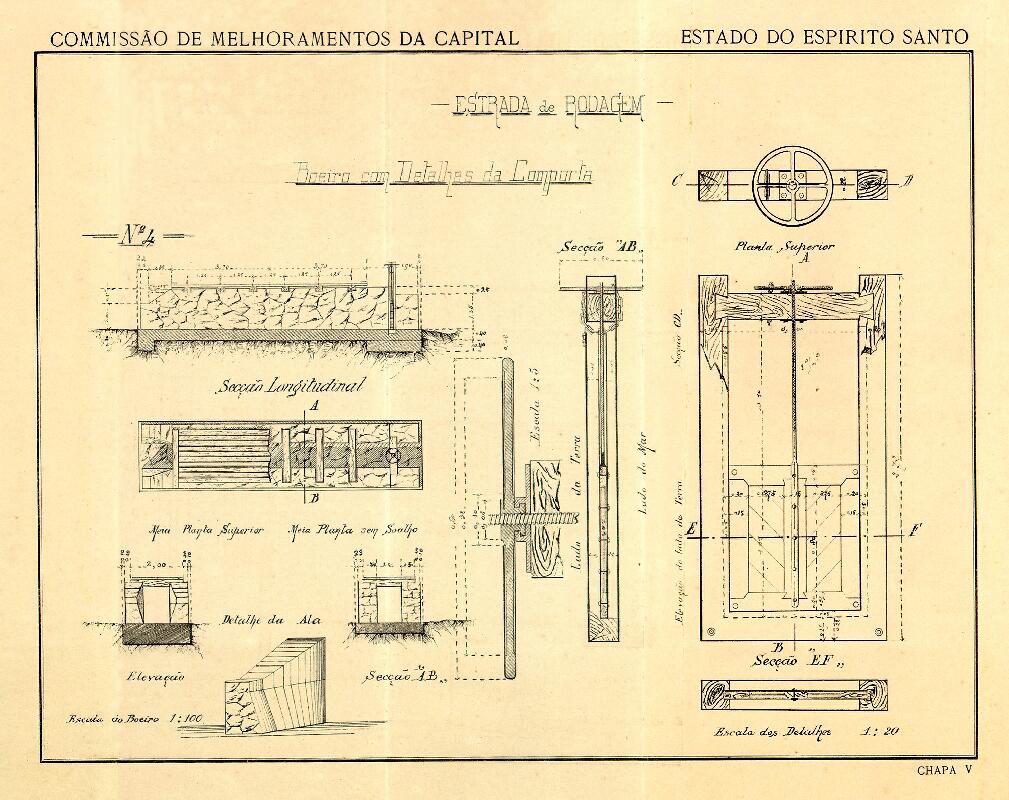 COMMISSÃO DE MELHORAMENTOS DA CAPITAL
ESTADO DO ESPIRITO SANTO
ESTRADA de RODAGEM
Boeiro com Detalhes da Comporta
Nº 4
C
D
Planta Superior
Secção "AB"
Secção Longitudinal
A
B
Meia Planta Superior
Meia Planta sem Soalho
2,00
Elevação
Detalhe da Ala
Secção AB
Escala do Boeiro 1:100
Escala 1:5
Lado da Terra
Lado do Mar
Secção CD.
Elevação do lado da Terra
A
E
F
B
Secção "EF"
Escala dos Detalhes 1:20
CHAPA V